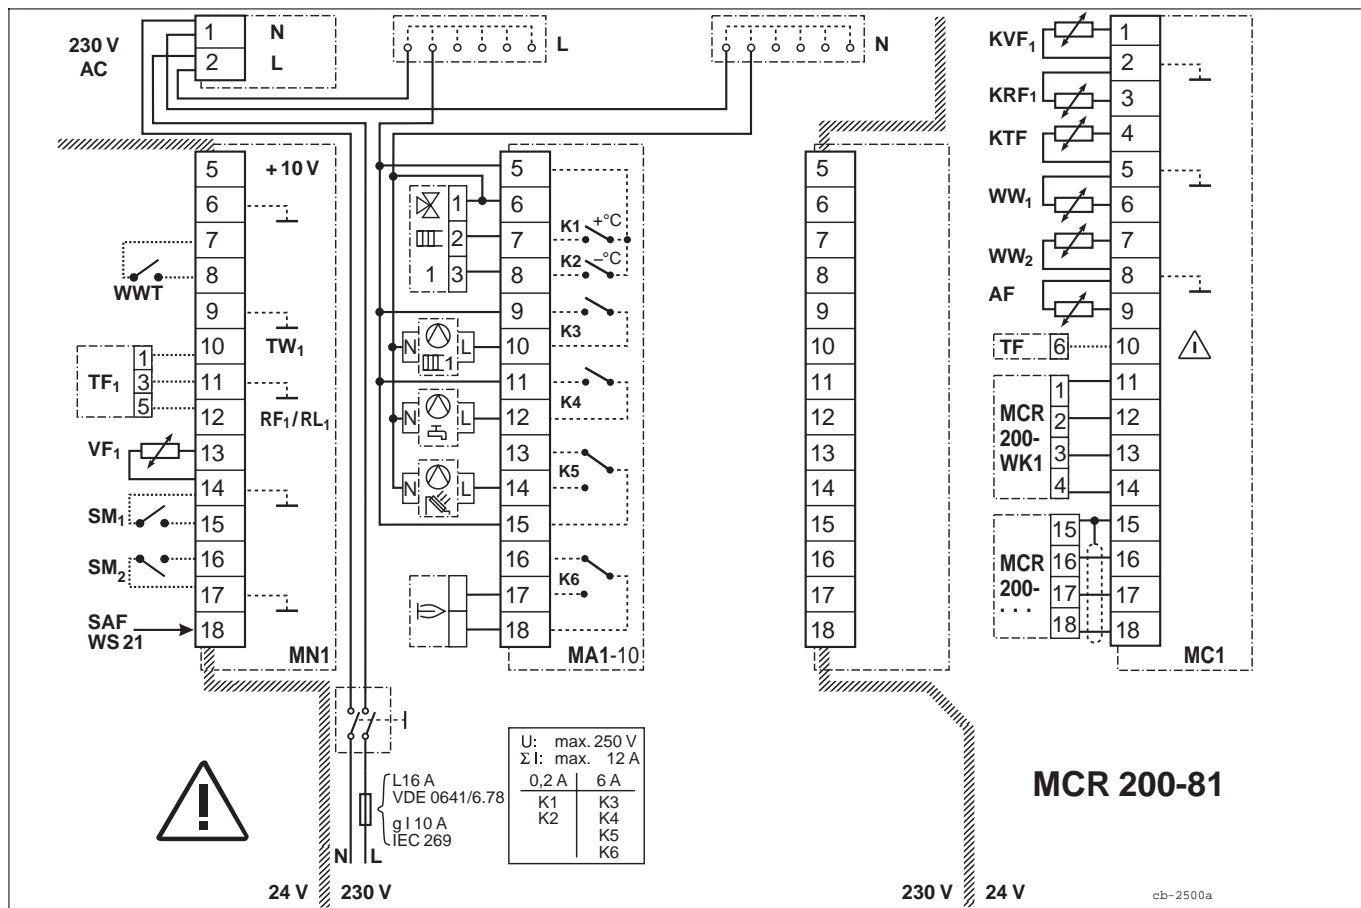 230 V
AC
1
2
N
L
L
N
5
6
7
8
9
10
11
12
13
14
15
16
17
18
+ 10 V
WWT
TW1
TF1
1
3
5
RF1/RL1
VF1
SM1
SM2
SAF
WS 21
MN1
1
2
3
1
N
L
1
N
L
N
L
5
6
7
8
9
10
11
12
13
14
15
16
17
18
K1
+°C
K2
–°C
K3
K4
K5
K6
MA1-10
5
6
7
8
9
10
11
12
13
14
15
16
17
18
KVF1
KRF1
KTF
WW1
WW2
AF
TF
6
MCR
200-
WK1
1
2
3
4
MCR
200-
. . .
15
16
17
18
1
2
3
4
5
6
7
8
9
10
11
12
13
14
15
16
17
18
!
MC1
!
L16 A
VDE 0641/6.78
g I 10 A
IEC 269
N
L
U: max. 250 V
Σ I: max. 12 A
0,2 A
6 A
K1
K2
K3
K4
K5
K6
MCR 200-81
24 V
230 V
230 V
24 V
cb-2500a